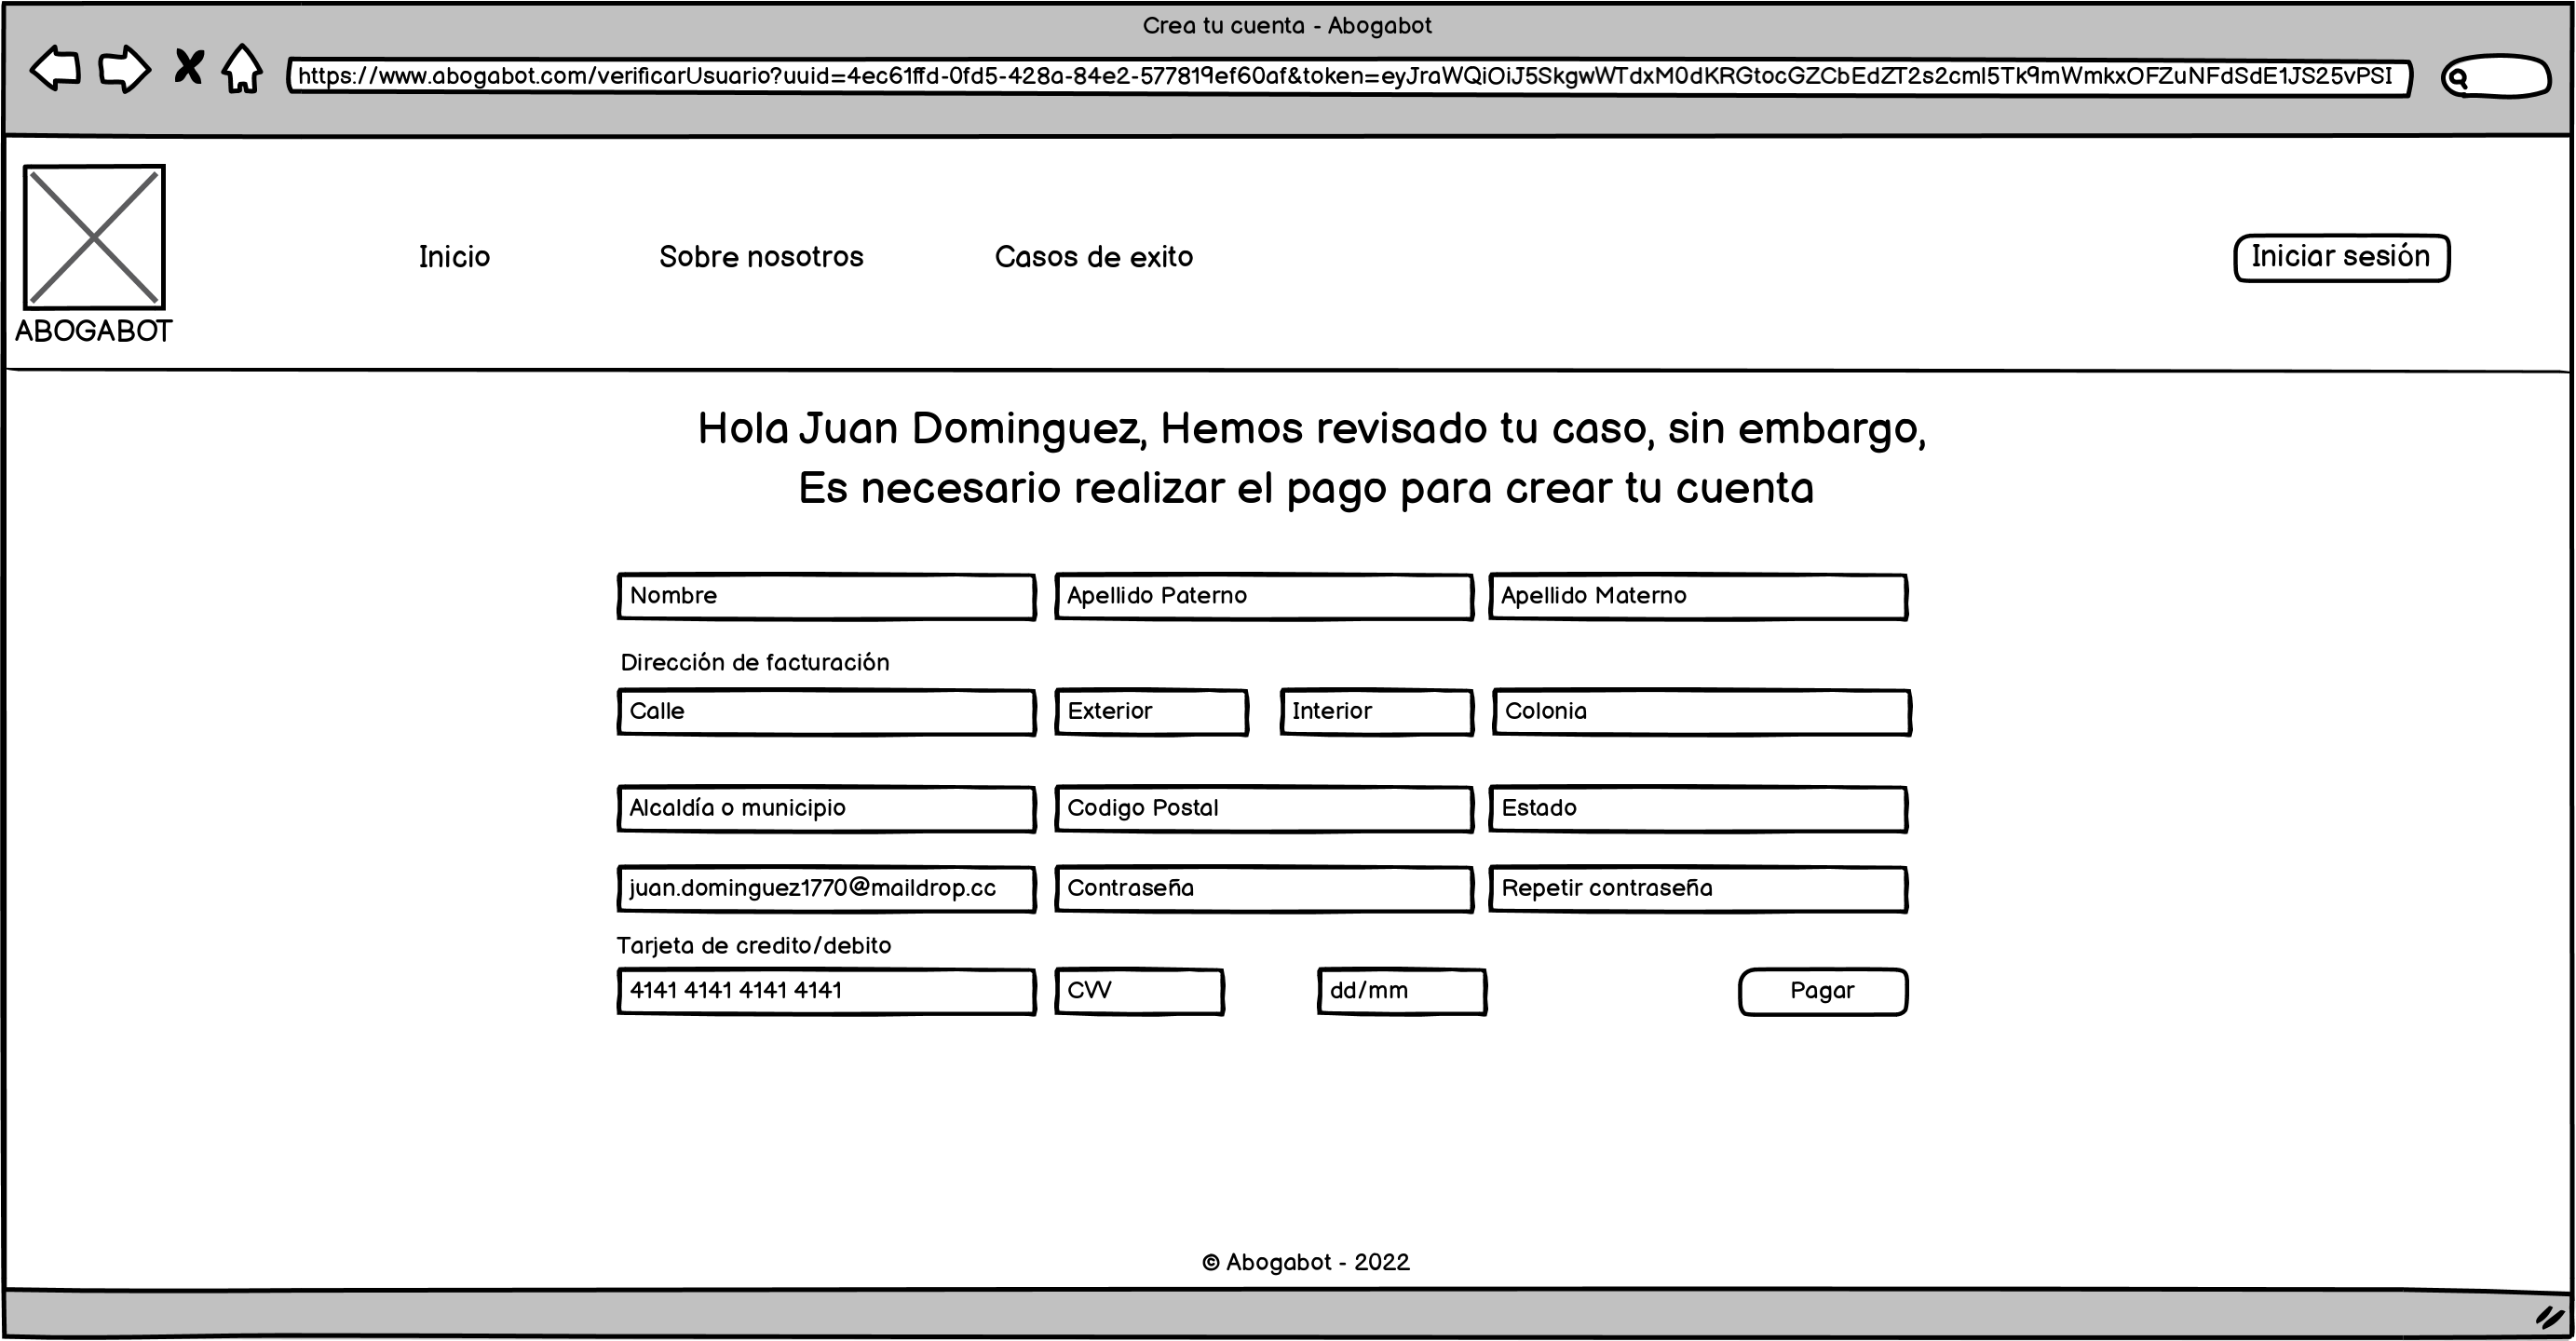 Crea tu cuenta - Abogabot
https://www.abogabot.com/verificarUsuario?uuid=4ec61ffd-0fd5-428a-84e2-577819ef60af&token=eyJraWQiOiJ5SkgwWTdxM0dKRGtocGZCbEdZT2s2cml5Tk9mWmkxOFZuNFdSdE1JS25vPSI
ABOGABOT
Inicio Sobre nosotros Casos de exito Iniciar sesión
Hola Juan Dominguez, Hemos revisado tu caso, sin embargo,
Es necesario realizar el pago para crear tu cuenta
Nombre Apellido Paterno Apellido Materno
Dirección de facturación
Calle Exterior Interior Colonia
Alcaldía o municipio Codigo Postal Estado
juan.dominguez1770@maildrop.cc Contraseña Repetir contraseña
Tarjeta de credito/debito
4141 4141 4141 4141 CVV dd/mm Pagar
© Abogabot - 2022